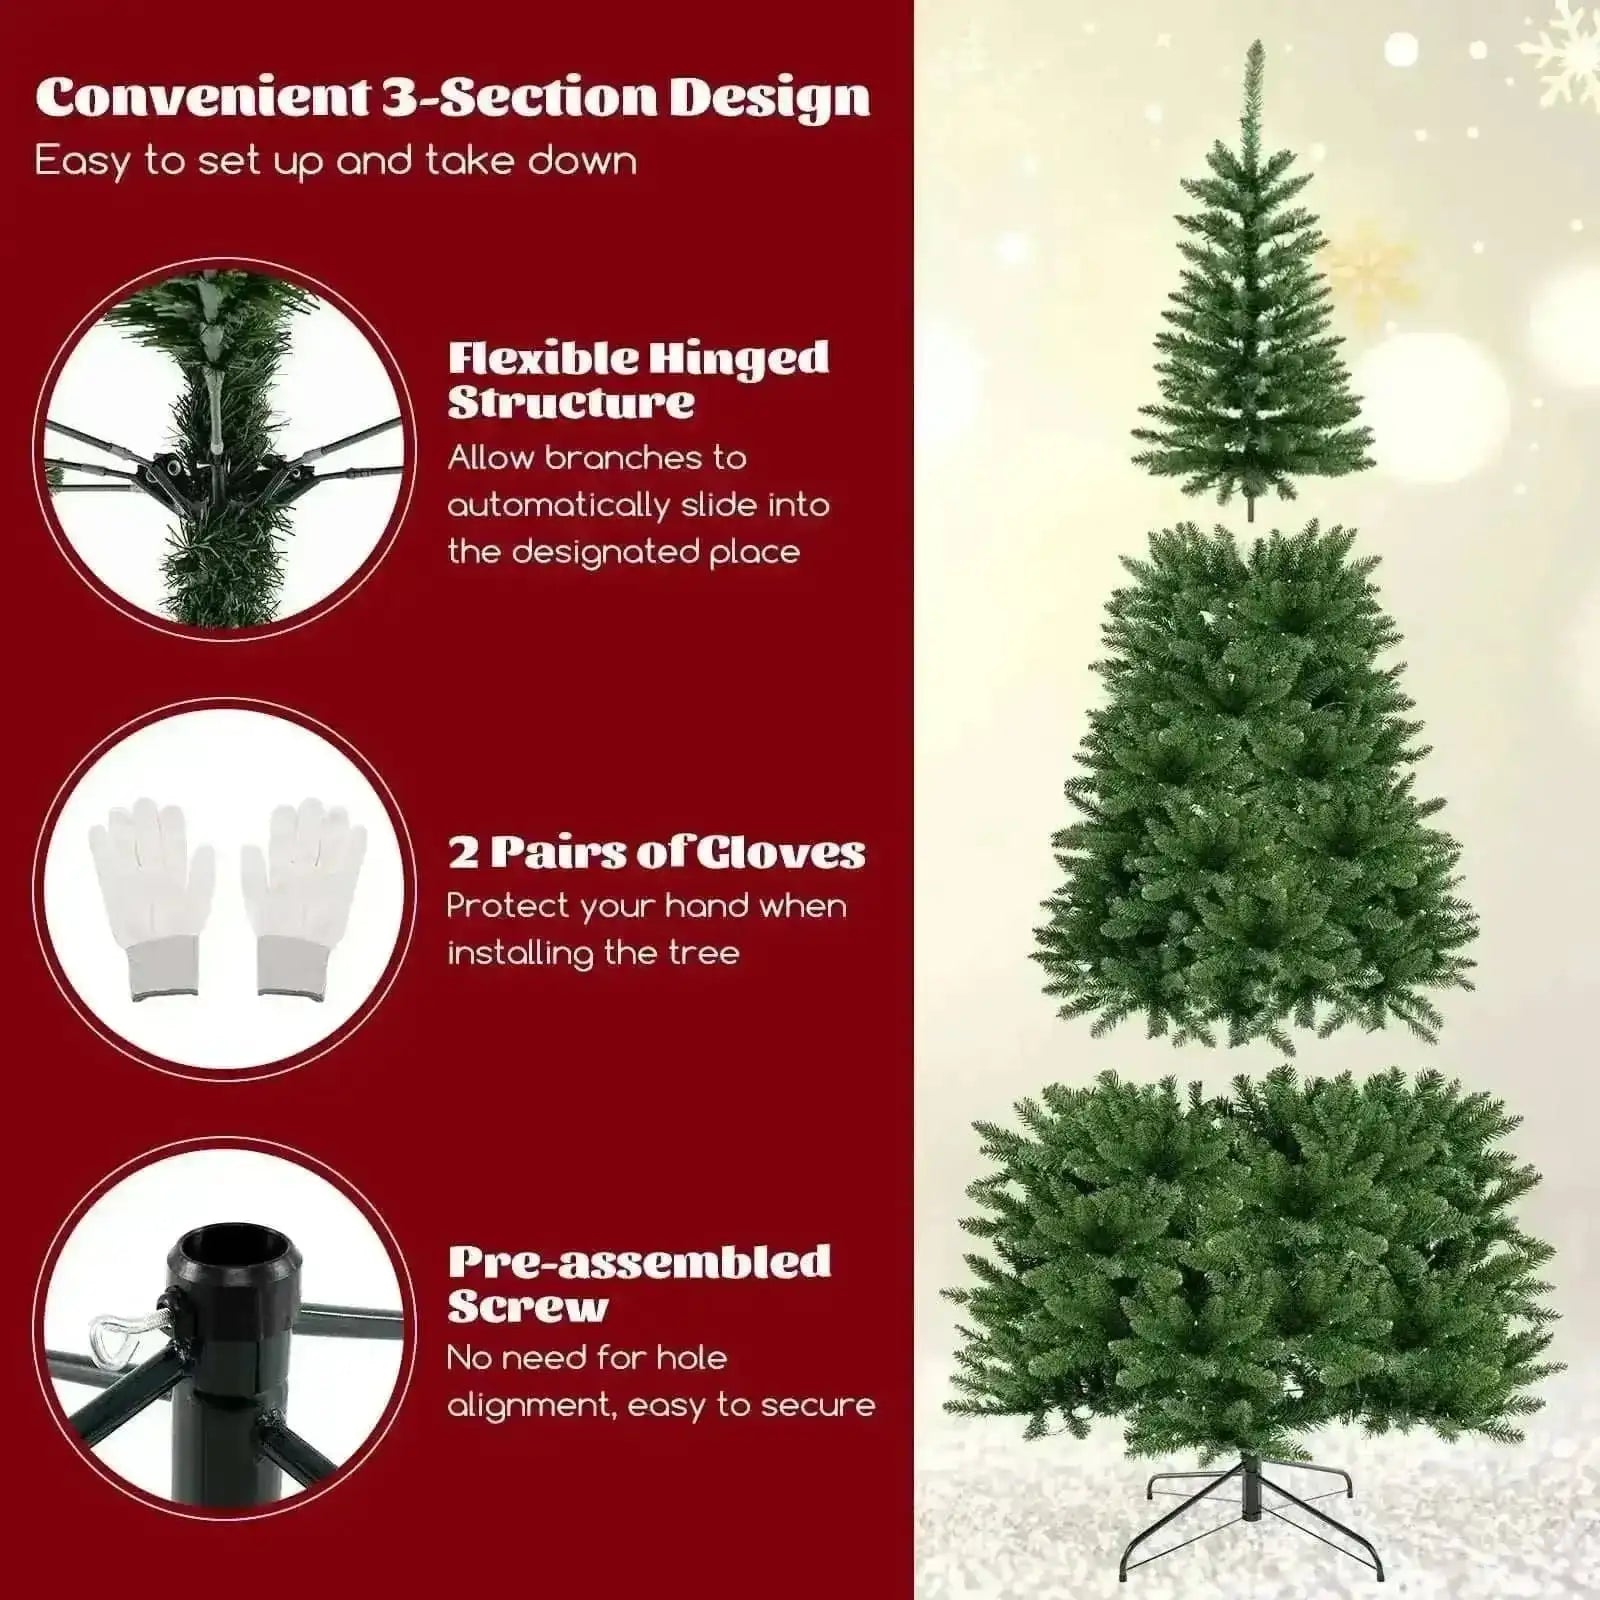 Convenient 3-Section Design
Easy to set up and take down
Flexible Hinged
Structure
Allow branches to
automatically slide into
the designated place
2 Pairs of Gloves
Protect your hand when
installing the tree
Pre-assembled
Screw
No need for hole
alignment, easy to secure